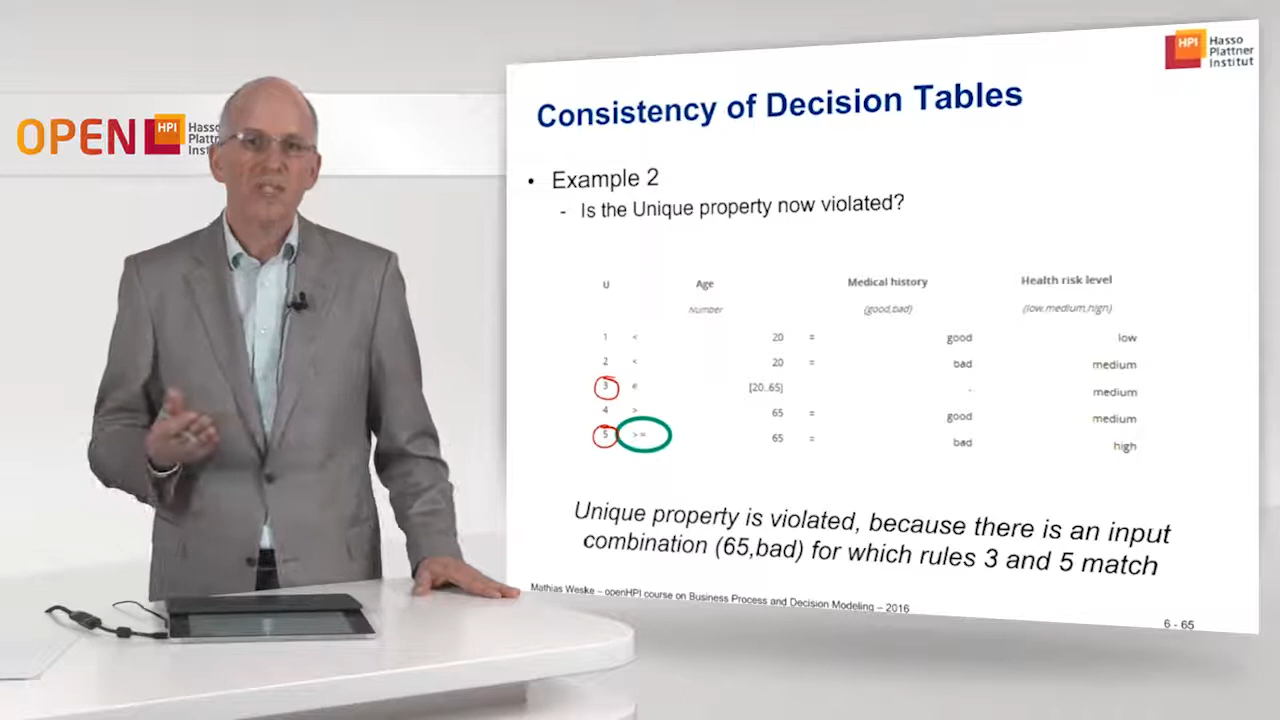 OPEN HPI Hasso
Plattn
Instit
HPI Hasso
Plattner
Institut
Consistency of Decision Tables
• Example 2
- Is the Unique property now violated?
U Age Medical history Health risk level
Number (good,bad) (low,medium,high)
1 < 20 = good low
2 < 20 = bad medium
3 e [20..65] - medium
4 > 65 = good medium
5 >= 65 = bad high
Unique property is violated, because there is an input
combination (65,bad) for which rules 3 and 5 match
Mathias Weske – openHPI course on Business Process and Decision Modeling – 2016
6 - 65